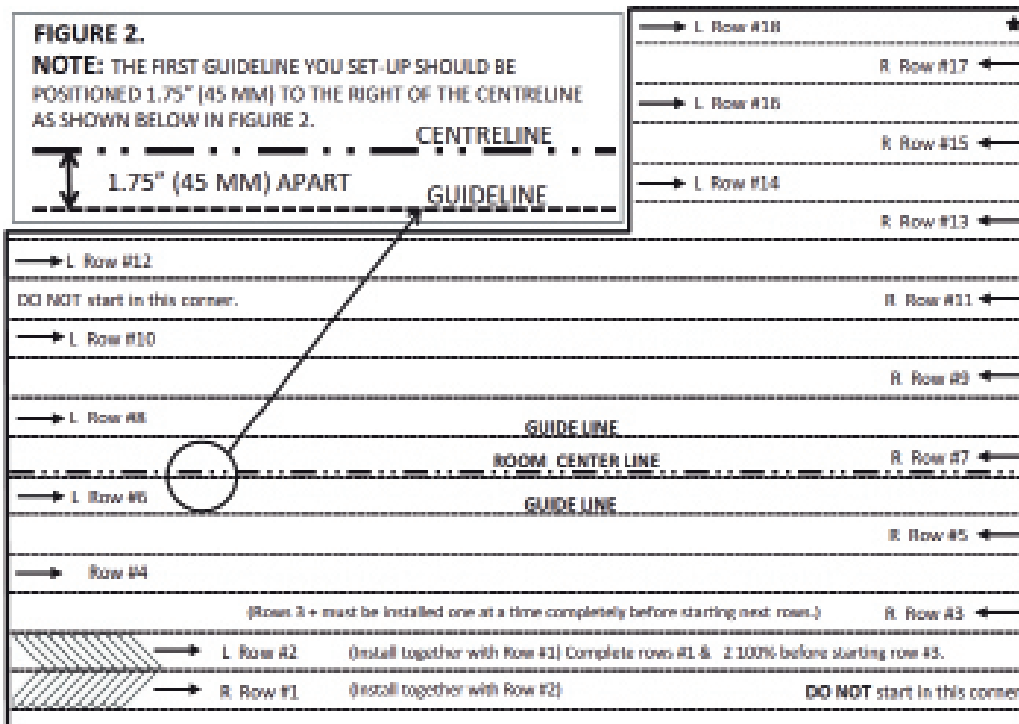 FIGURE 2.
NOTE: THE FIRST GUIDELINE YOU SET-UP SHOULD BE
POSITIONED 1.75" (45 MM) TO THE RIGHT OF THE CENTRELINE
AS SHOWN BELOW IN FIGURE 2.
CENTRELINE
1.75" (45 MM) APART
GUIDELINE
L Row #18
R Row #17
L Row #16
R Row #15
L Row #14
R Row #13
L Row #12
DO NOT start in this corner.
R Row #11
L Row #10
R Row #9
L Row #8
GUIDE LINE
ROOM CENTER LINE
R Row #7
L Row #6
GUIDE LINE
R Row #5
Row #4
(Rows 3 + must be installed one at a time completely before starting next rows.)
R Row #3
L Row #2
(Install together with Row #1) Complete rows #1 & 2 100% before starting row #3.
R Row #1
(Install together with Row #2)
DO NOT start in this corner